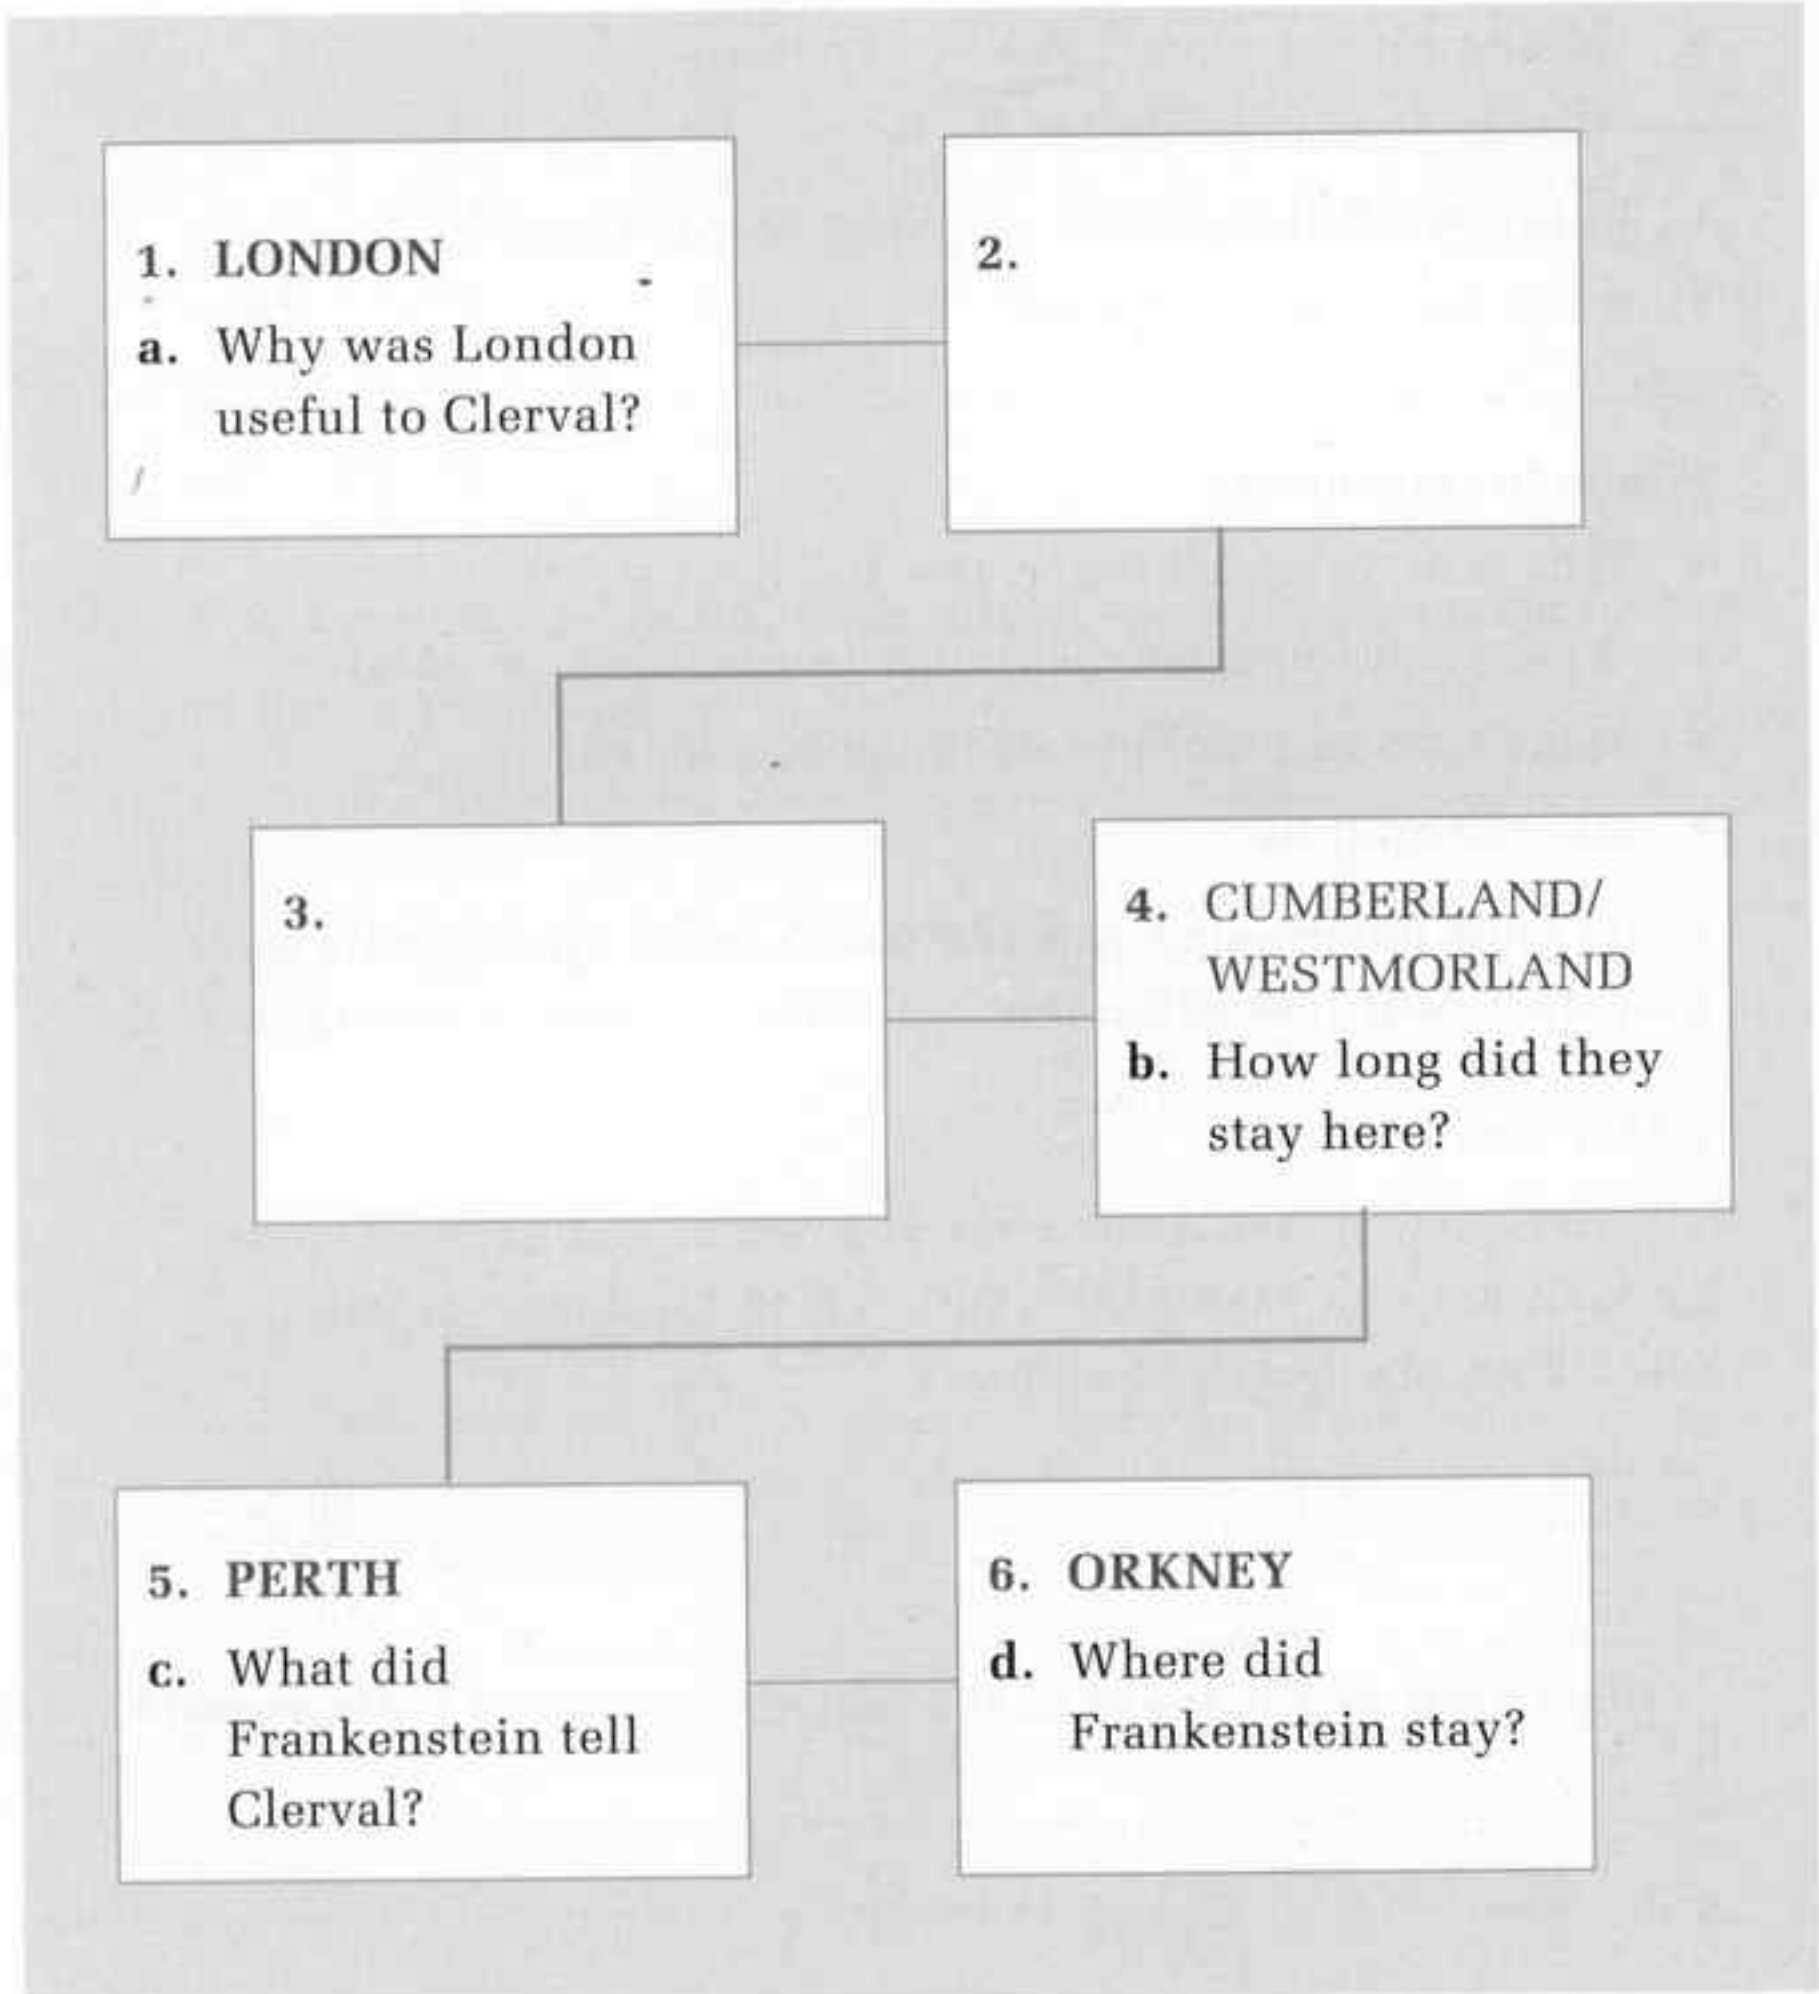 1. LONDON
a. Why was London
useful to Clerval?
2.
3.
4. CUMBERLAND/
WESTMORLAND
b. How long did they
stay here?
5. PERTH
c. What did
Frankenstein tell
Clerval?
6. ORKNEY
d. Where did
Frankenstein stay?